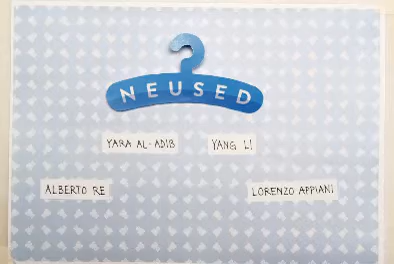 NEUSED
YARA AL-ADIB YANG LI
ALBERTO RE LORENZO APPIANI